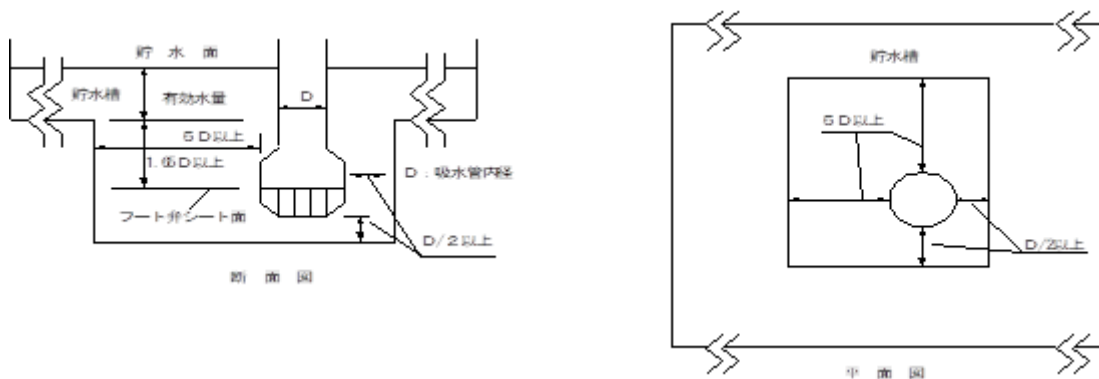 貯 水 面
貯水槽
有効水量
D
5D以上
1.65D以上
D:吸水管内径
フート弁シート面
D/2以上
断 面 図
貯水槽
5D以上
D/2以上
平 面 図